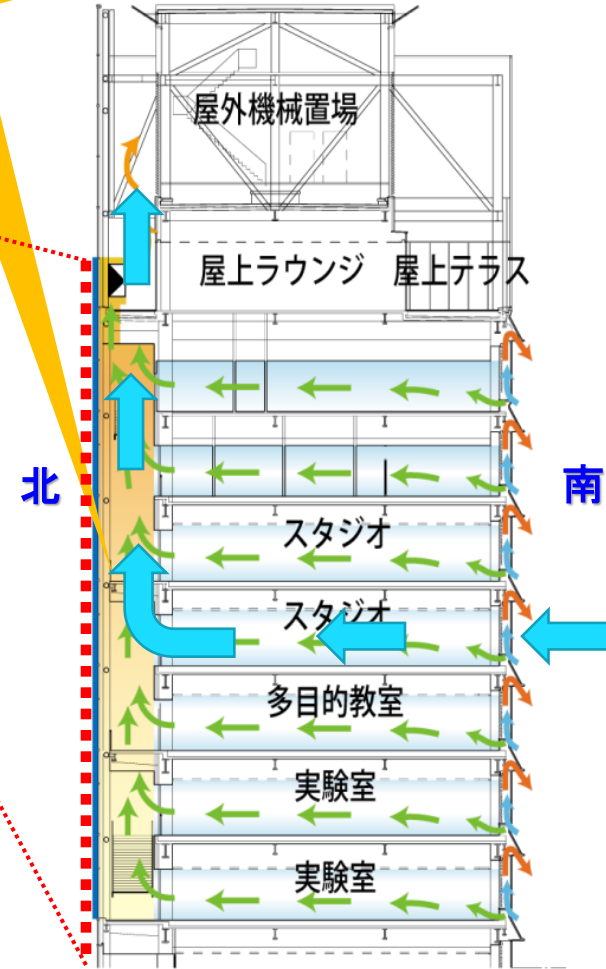 屋外機械置場
屋上ラウンジ 屋上テラス
北
南
スタジオ
スタジオ
多目的教室
実験室
実験室